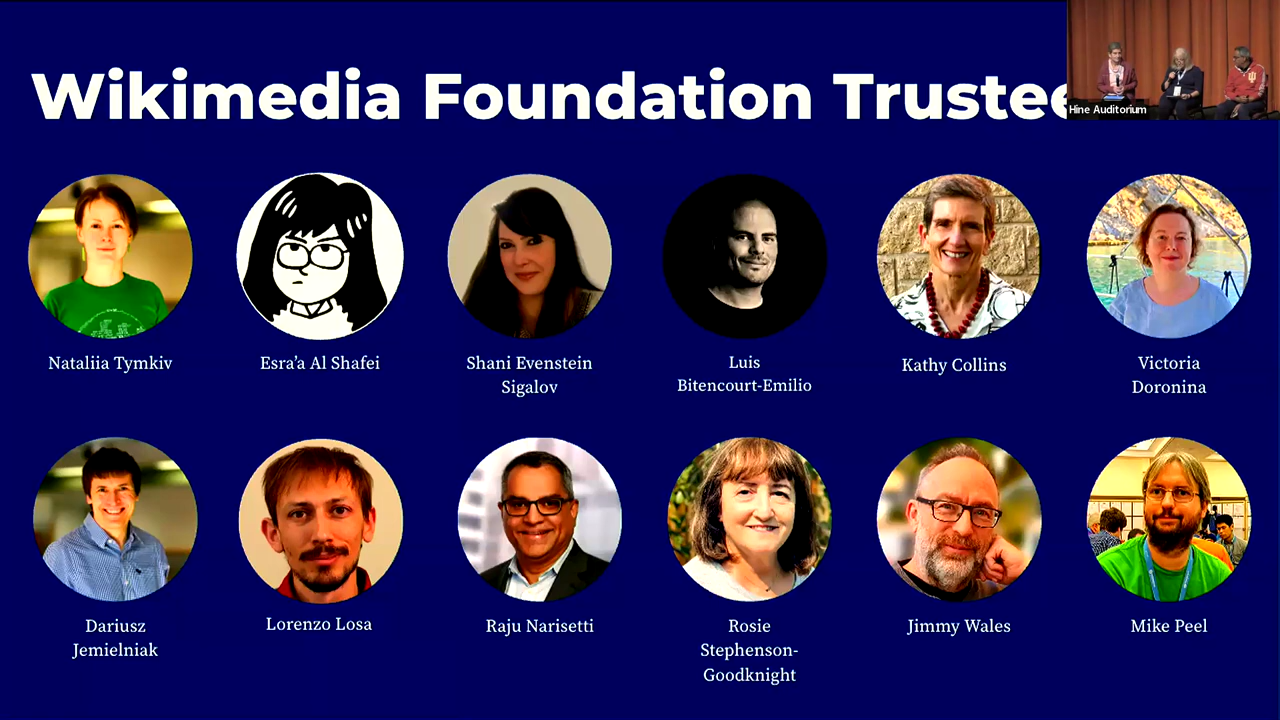 Wikimedia Foundation Trustee
Hine Auditorium
Nataliia Tymkiv
Esra’a Al Shafei
Shani Evenstein
Sigalov
Luis
Bitencourt-Emilio
Kathy Collins
Victoria
Doronina
Dariusz
Jemielniak
Lorenzo Losa
Raju Narisetti
Rosie
Stephenson-
Goodknight
Jimmy Wales
Mike Peel